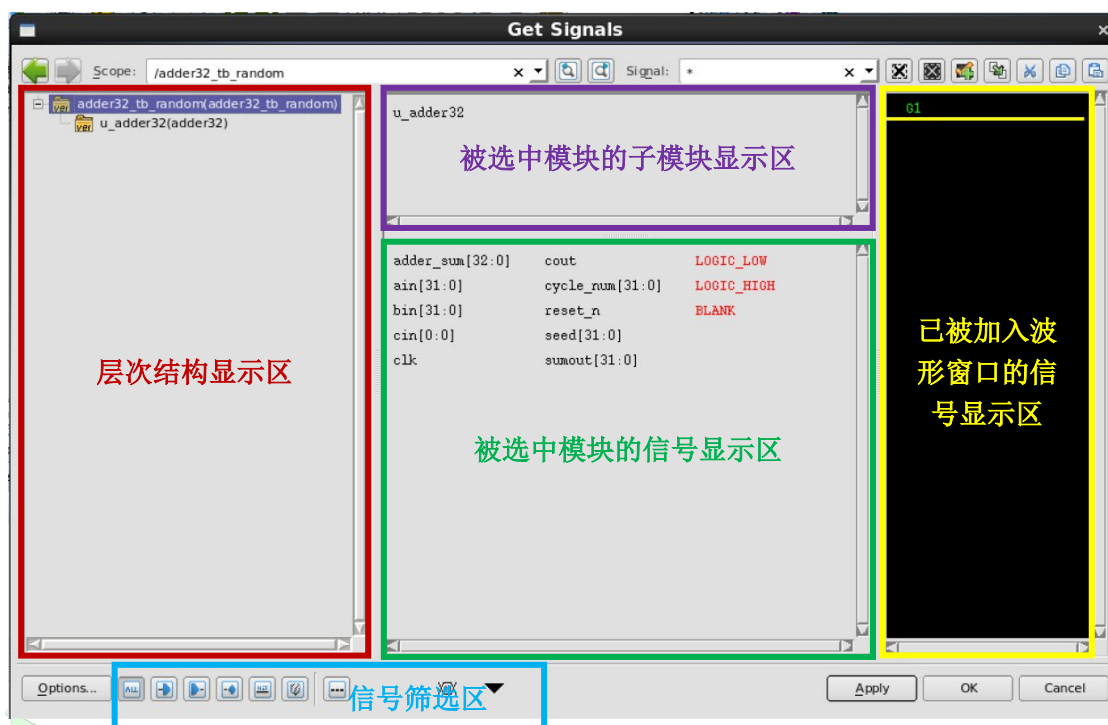 Get Signals
Scope: /adder32_tb_random Signal: *
adder32_tb_random(adder32_tb_random)
u_adder32(adder32)
层次结构显示区
u_adder32
被选中模块的子模块显示区
adder_sum[32:0] cout LOGIC_LOW
ain[31:0] cycle_num[31:0] LOGIC_HIGH
bin[31:0] reset_n BLANK
cin[0:0] seed[31:0]
clk sumout[31:0]
被选中模块的信号显示区
G1
已被加入波
形窗口的信
号显示区
Options... ALL 信号筛选区 Apply OK Cancel